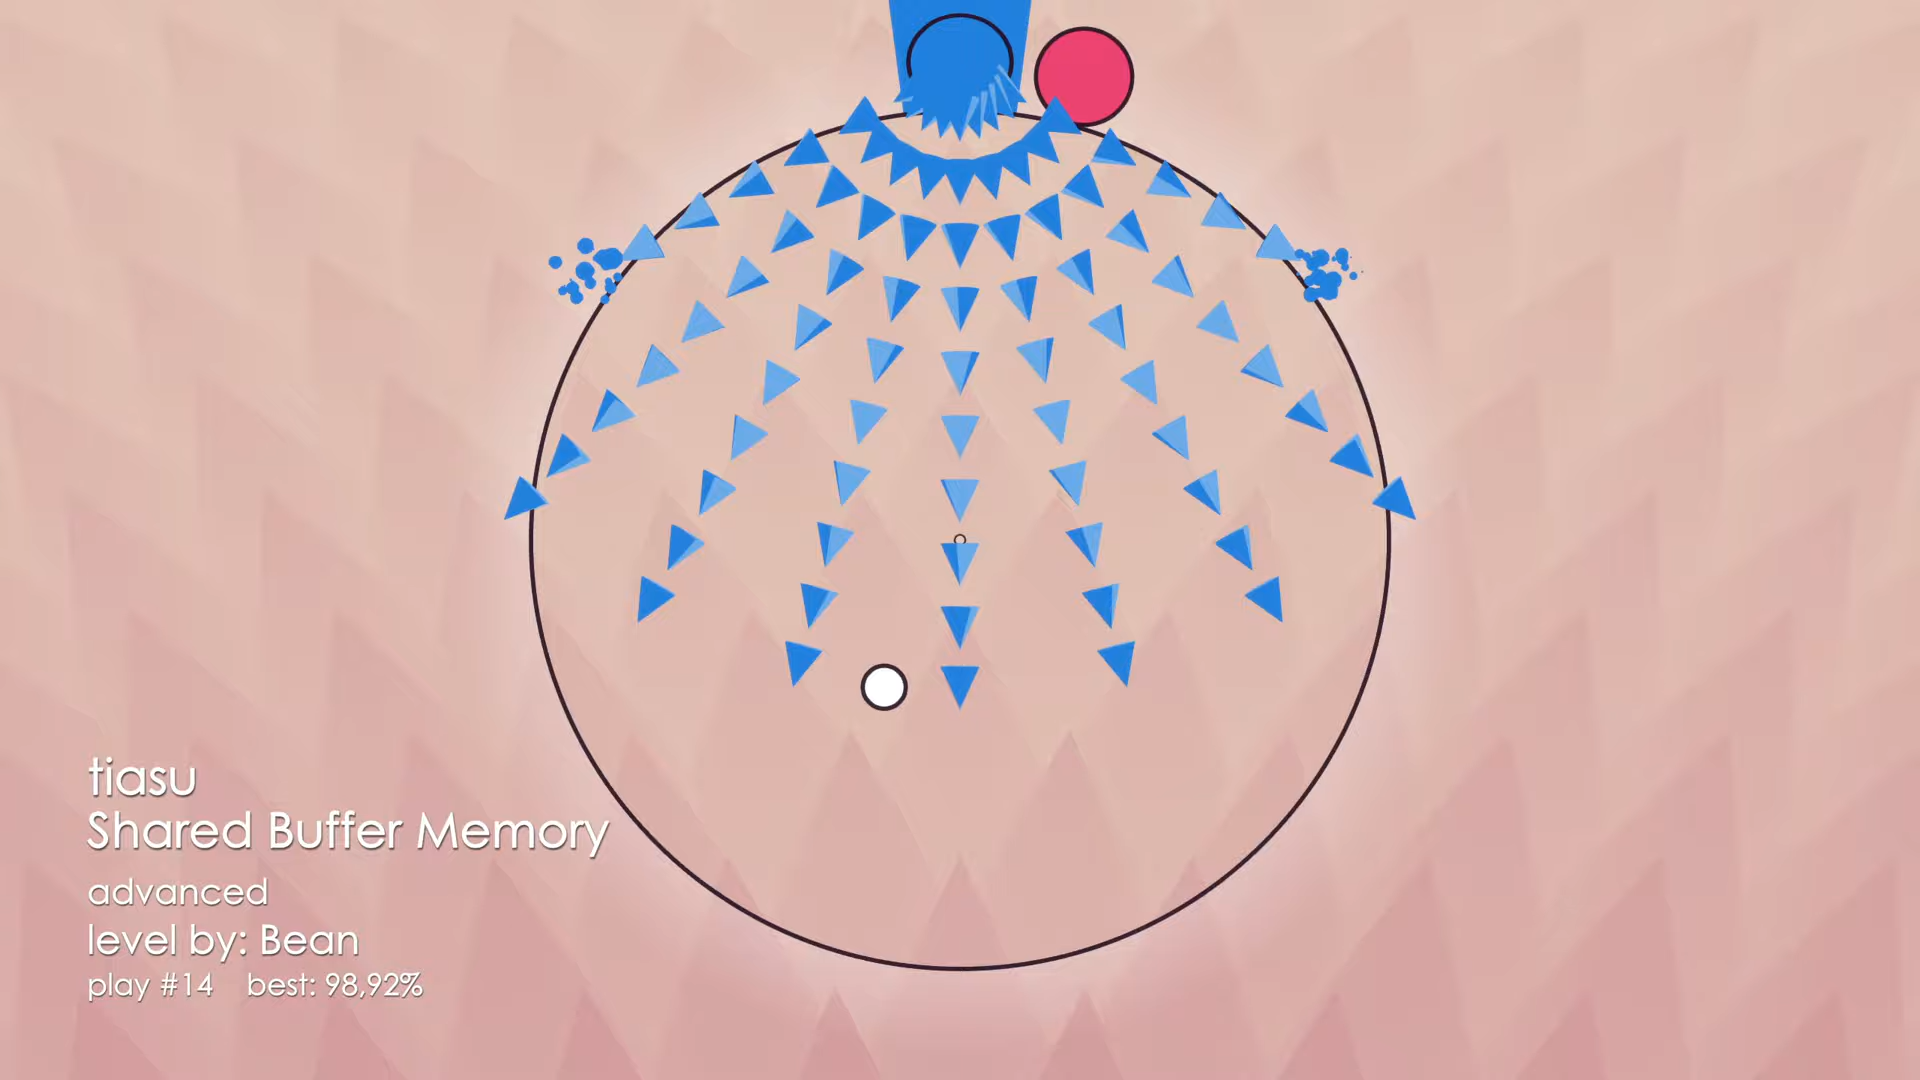 tiasu
Shared Buffer Memory
advanced
level by: Bean
play #14 best: 98,92%